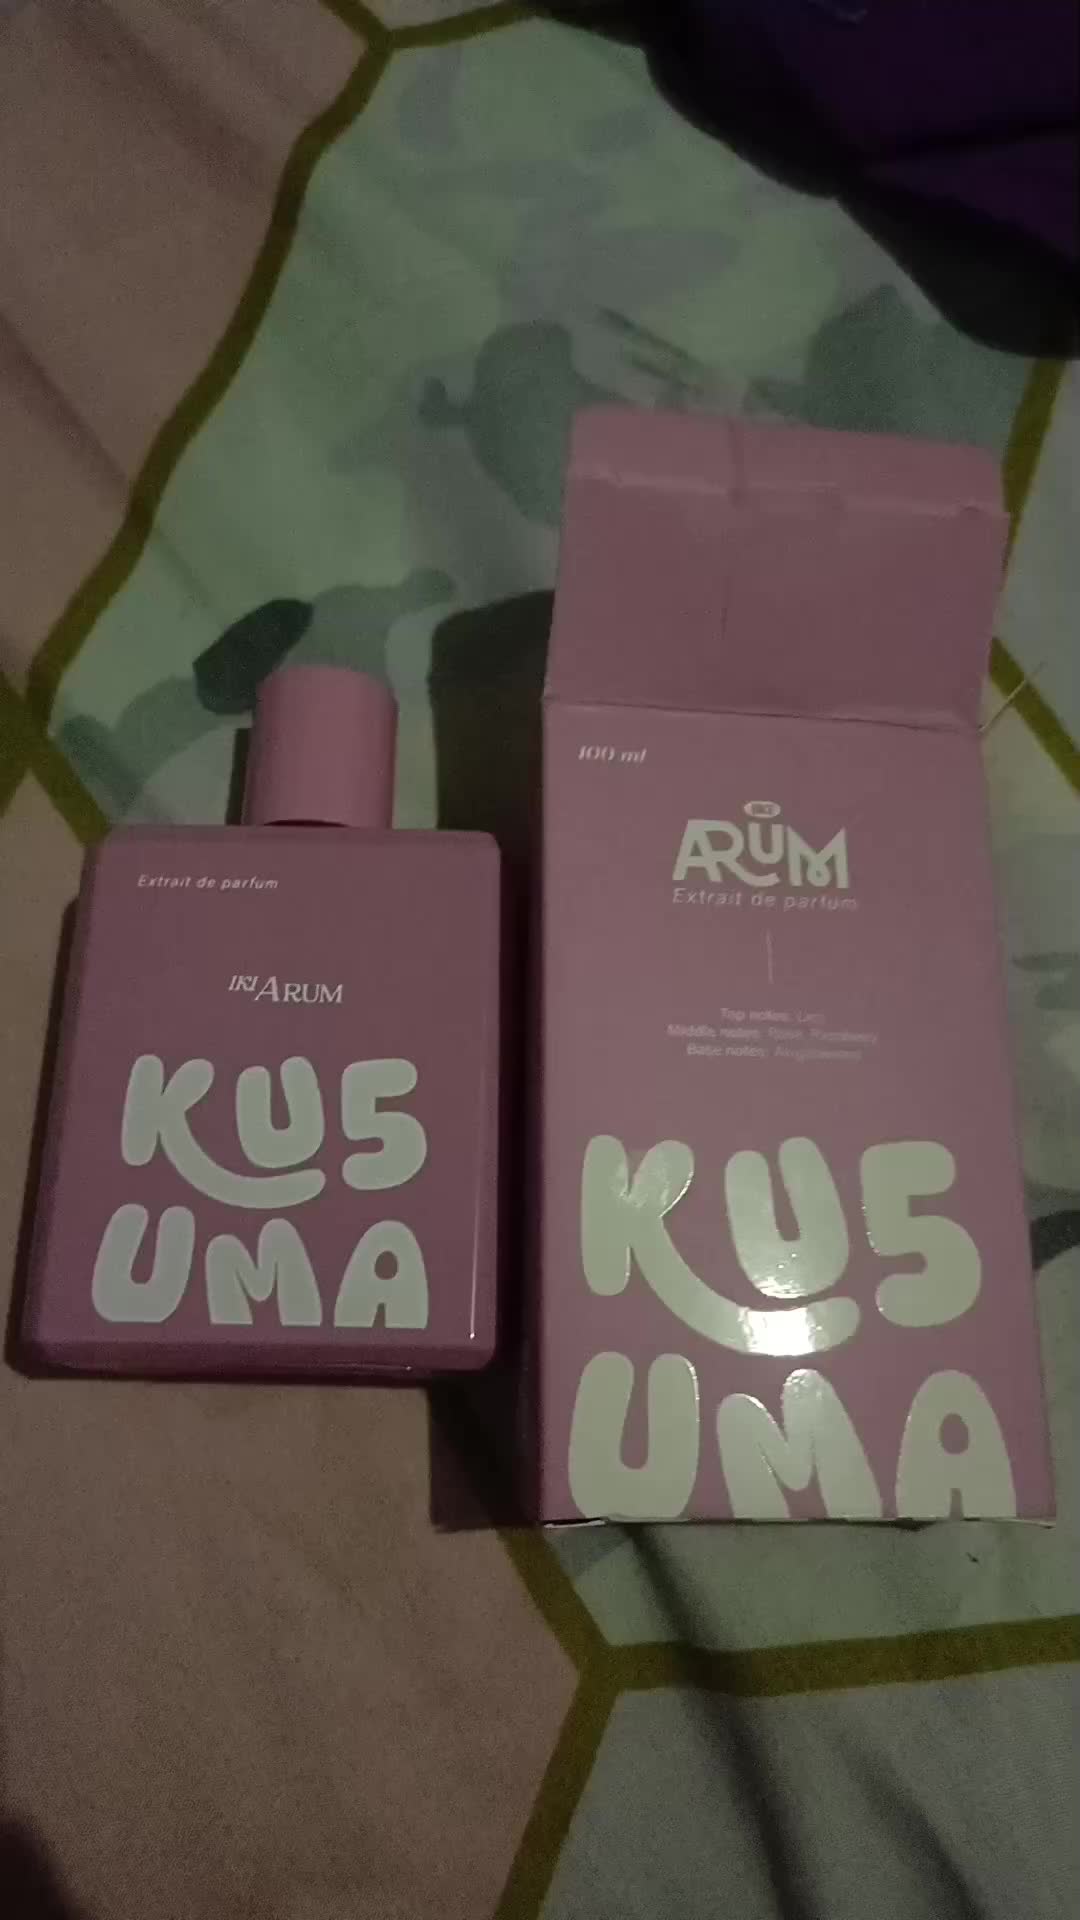 Extrait de parfum
IKI ARUM
KUS
UMA
100 ml
IKI
ARUM
Extrait de parfum
Top notes:
Middle notes: Rose,
Base notes:
KUS
UMA